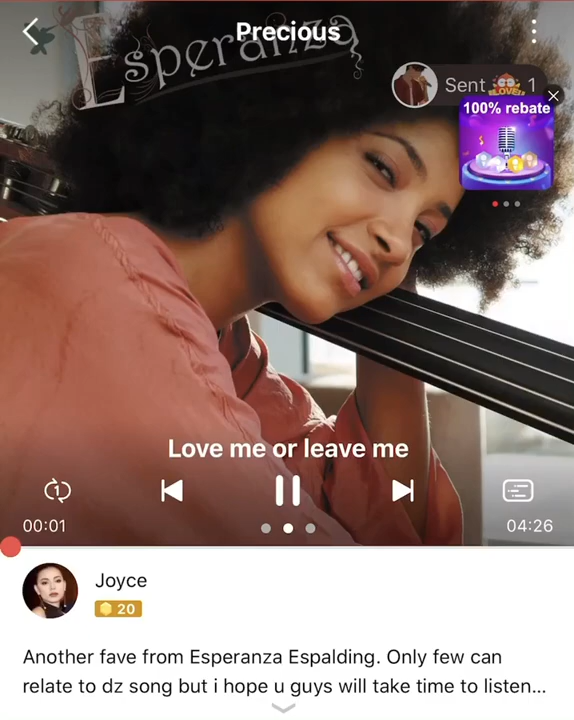 Precious
Esperanza
Sent 1
LOVE!!
100% rebate
$
Love me or leave me
1
00:01
04:26
Joyce
20
Another fave from Esperanza Espalding. Only few can
relate to dz song but i hope u guys will take time to listen...